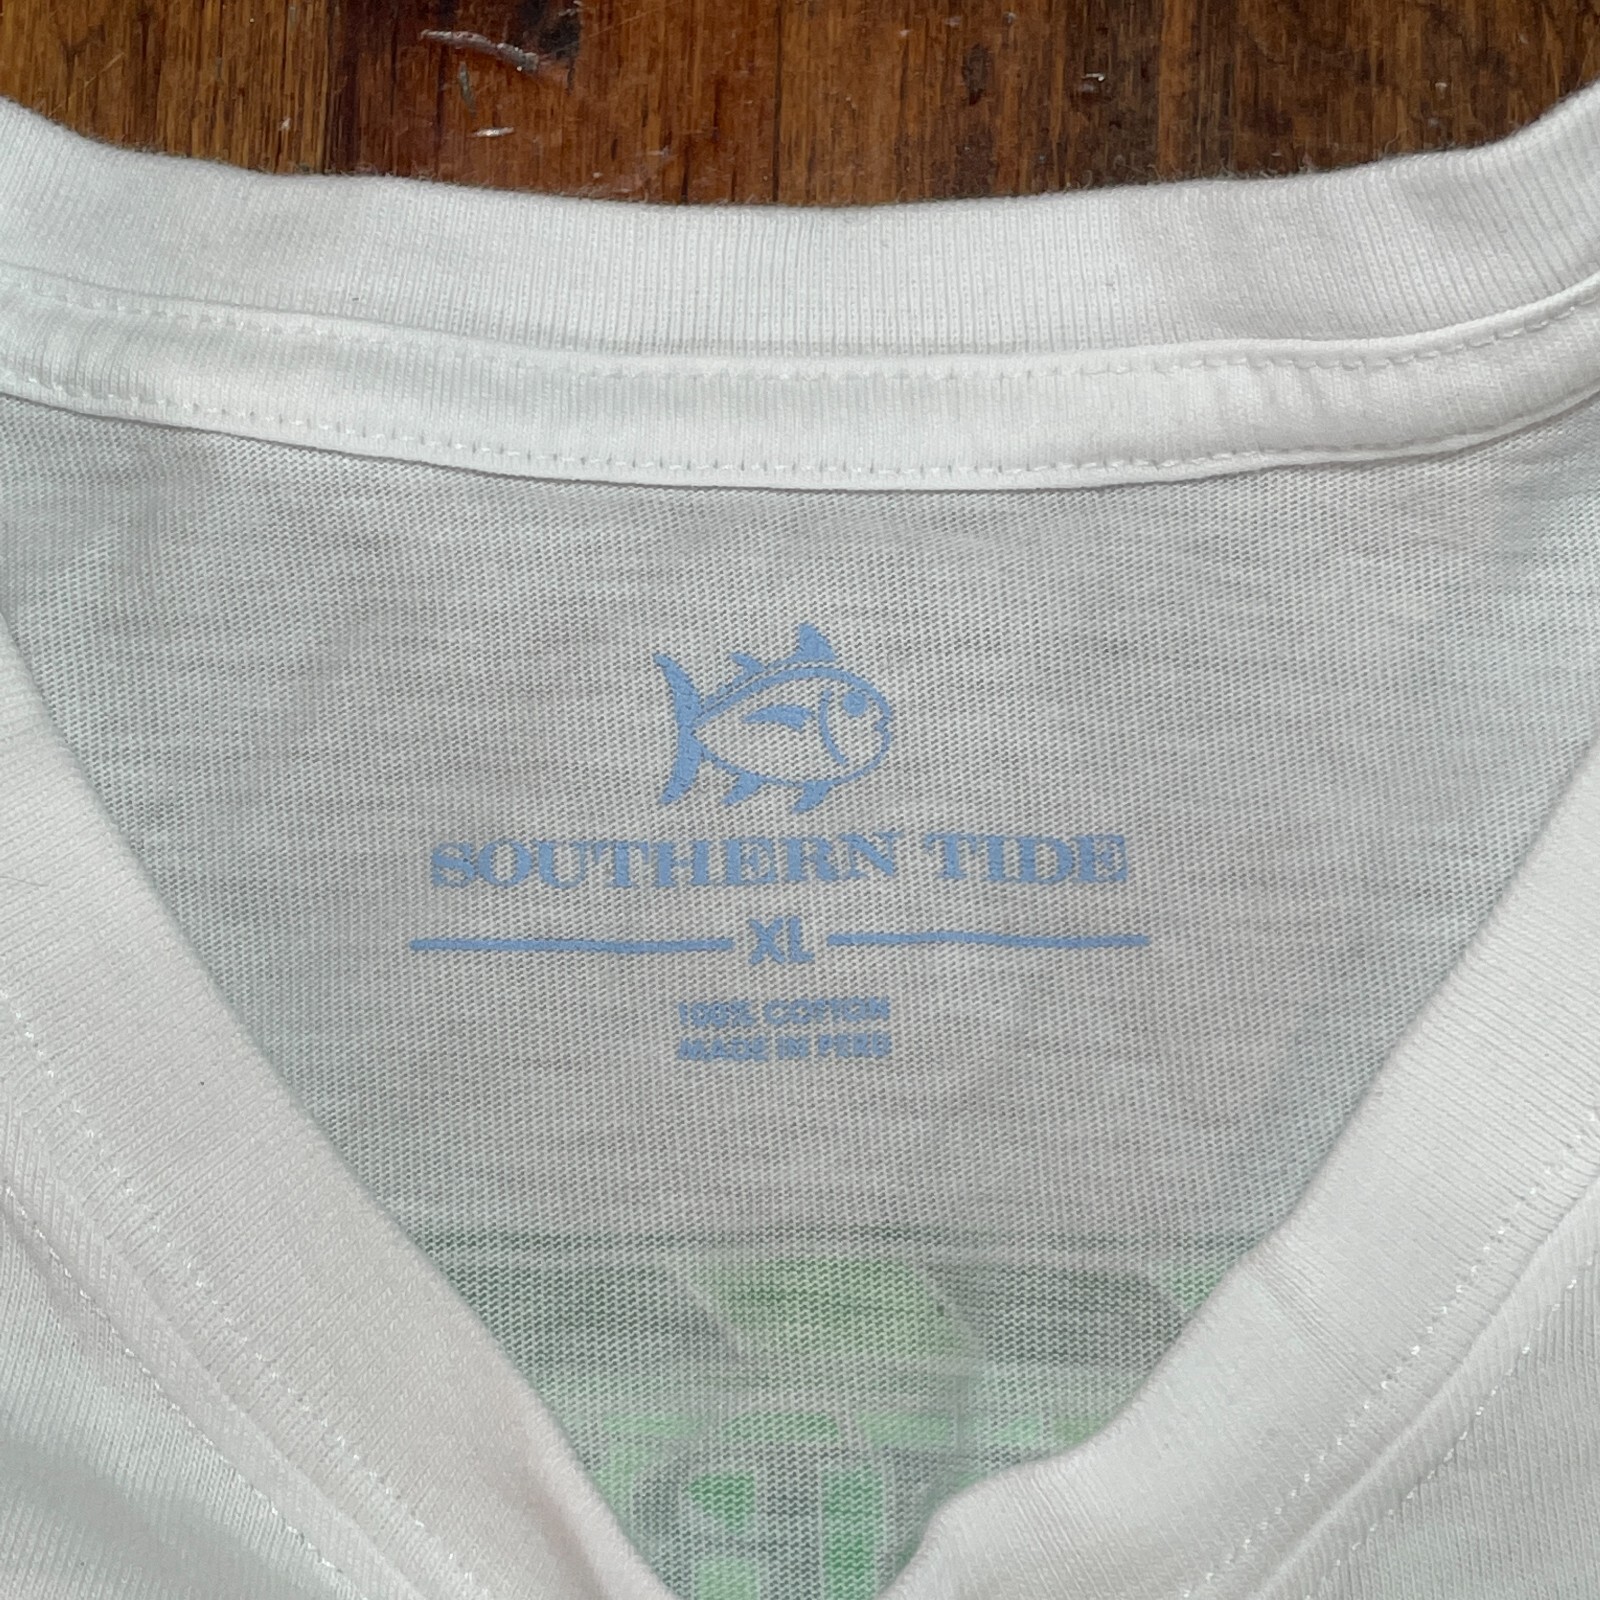 SOUTHERN TIDE
XL
100% COTTON
MADE IN PERU